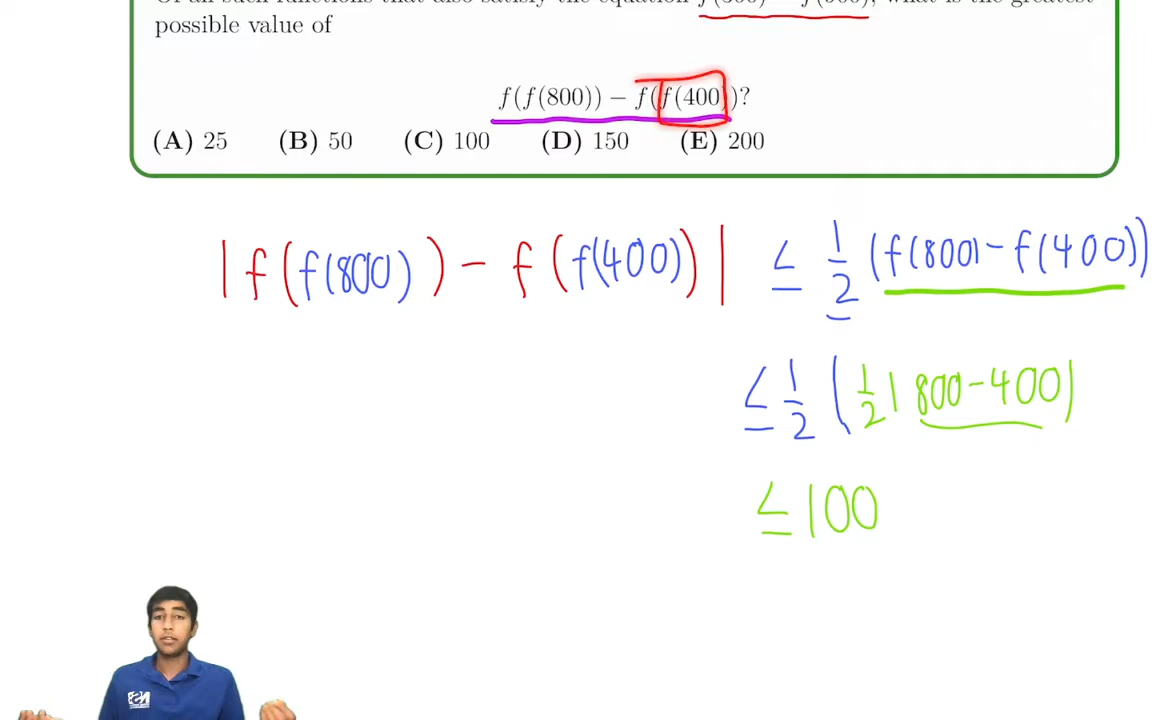 possible value of
f(f(800)) − f(f(400))?
(A) 25 (B) 50 (C) 100 (D) 150 (E) 200
|f(f(800)) − f(f(400))| ≤ 1/2 (f(800) − f(400))
≤ 1/2 (1/2 | 800 − 400)
≤ 100